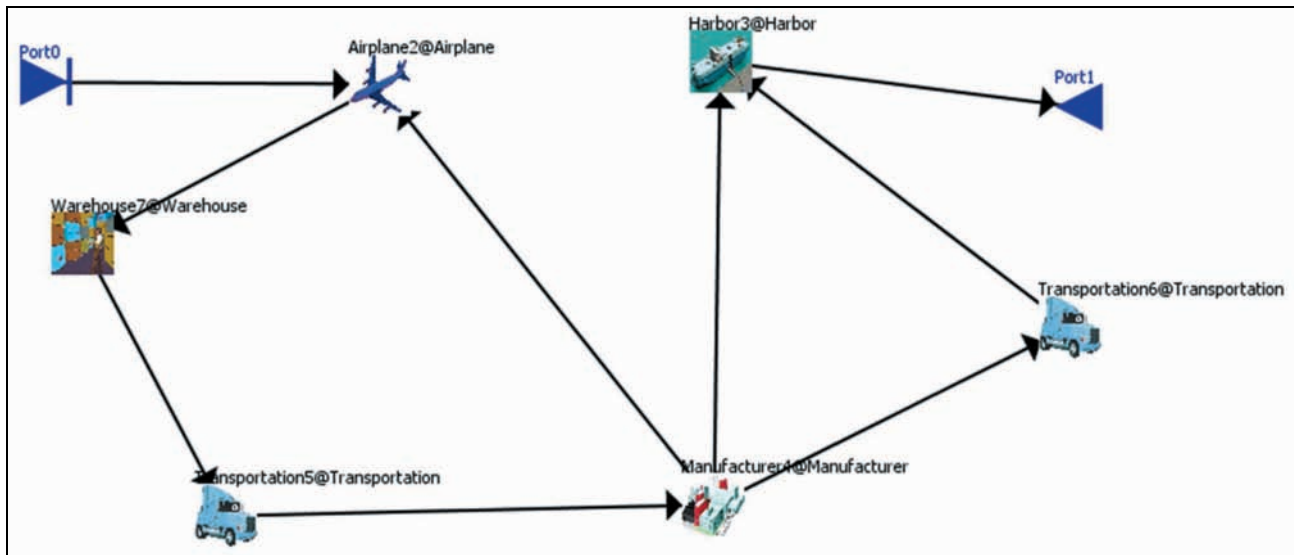 Port0
Airplane2@Airplane
Harbor3@Harbor
Port1
Warehouse7@Warehouse
Transportation6@Transportation
Transportation5@Transportation
Manufacturer4@Manufacturer